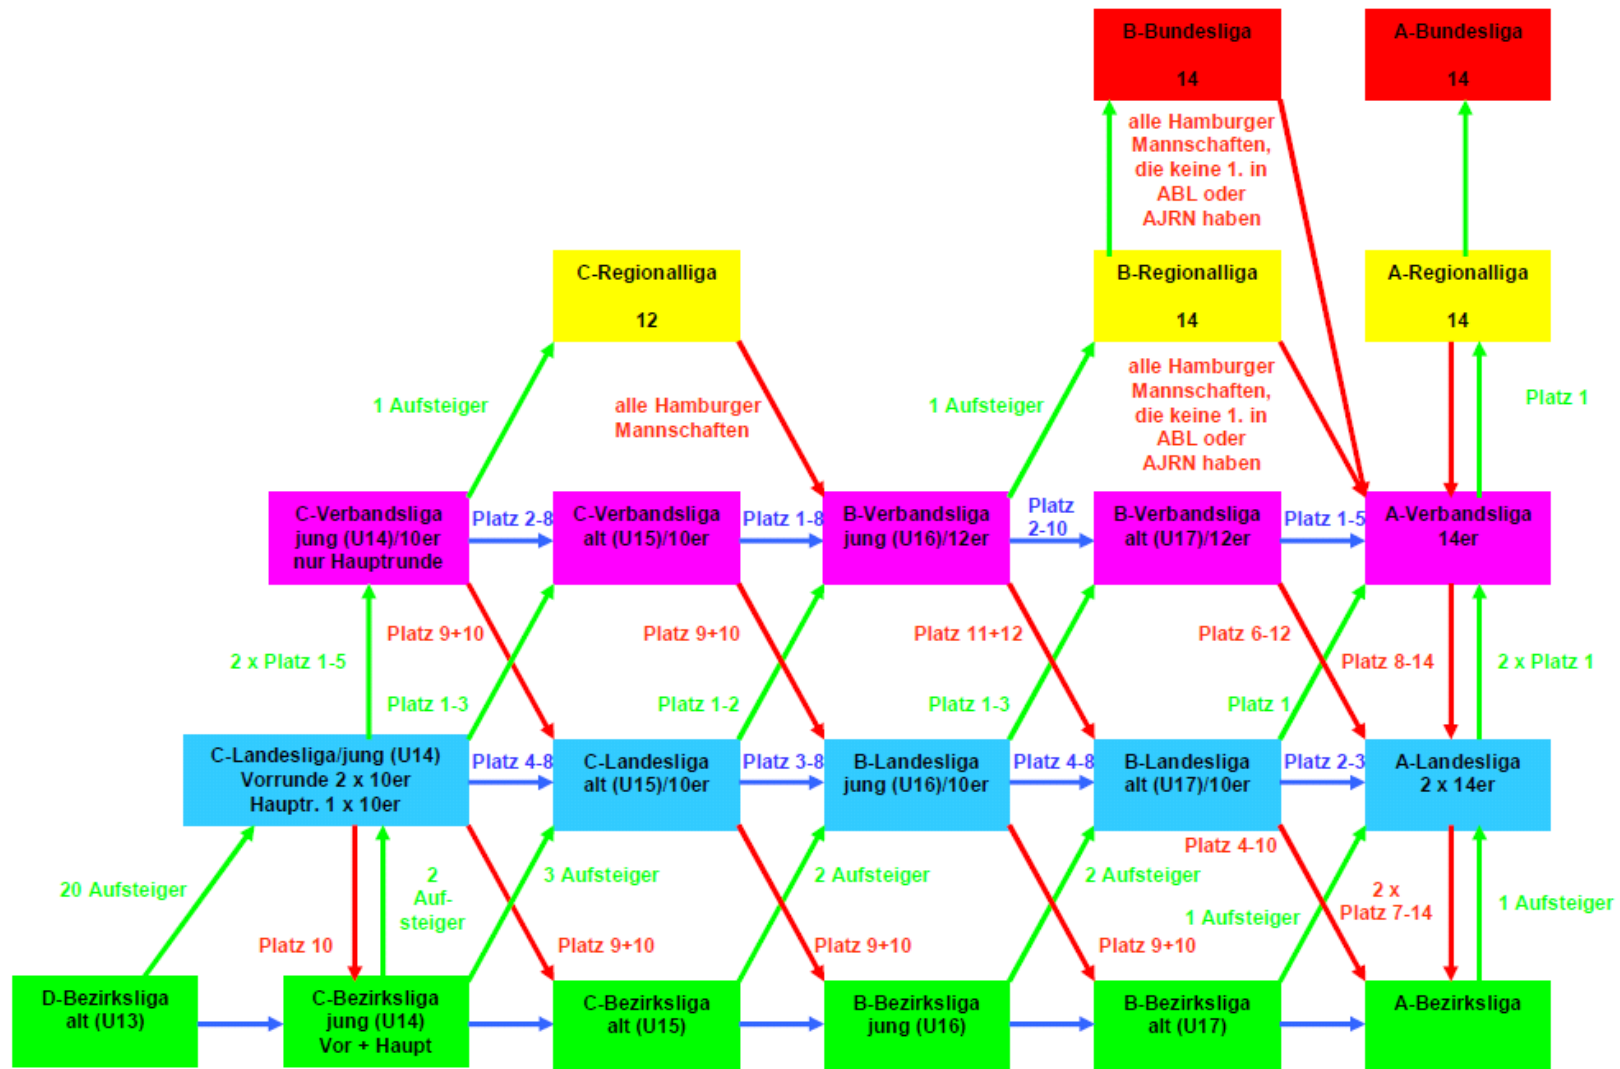 B-Bundesliga
14
A-Bundesliga
14
alle Hamburger
Mannschaften,
die keine 1. in
ABL oder
AJRN haben
C-Regionalliga
12
B-Regionalliga
14
A-Regionalliga
14
1 Aufsteiger
alle Hamburger
Mannschaften
1 Aufsteiger
alle Hamburger
Mannschaften,
die keine 1. in
ABL oder
AJRN haben
Platz 1
C-Verbandsliga
jung (U14)/10er
nur Hauptrunde
Platz 2-8
C-Verbandsliga
alt (U15)/10er
Platz 1-8
B-Verbandsliga
jung (U16)/12er
Platz
2-10
B-Verbandsliga
alt (U17)/12er
Platz 1-5
A-Verbandsliga
14er
Platz 9+10
Platz 9+10
Platz 11+12
Platz 6-12
2 x Platz 1-5
Platz 8-14
2 x Platz 1
Platz 1-3
Platz 1-2
Platz 1-3
Platz 1
C-Landesliga/jung (U14)
Vorrunde 2 x 10er
Hauptr. 1 x 10er
Platz 4-8
C-Landesliga
alt (U15)/10er
Platz 3-8
B-Landesliga
jung (U16)/10er
Platz 4-8
B-Landesliga
alt (U17)/10er
Platz 2-3
A-Landesliga
2 x 14er
Platz 4-10
20 Aufsteiger
2
Auf-
steiger
3 Aufsteiger
2 Aufsteiger
2 Aufsteiger
1 Aufsteiger
2 x
Platz 7-14
1 Aufsteiger
Platz 10
Platz 9+10
Platz 9+10
Platz 9+10
D-Bezirksliga
alt (U13)
C-Bezirksliga
jung (U14)
Vor + Haupt
C-Bezirksliga
alt (U15)
B-Bezirksliga
jung (U16)
B-Bezirksliga
alt (U17)
A-Bezirksliga